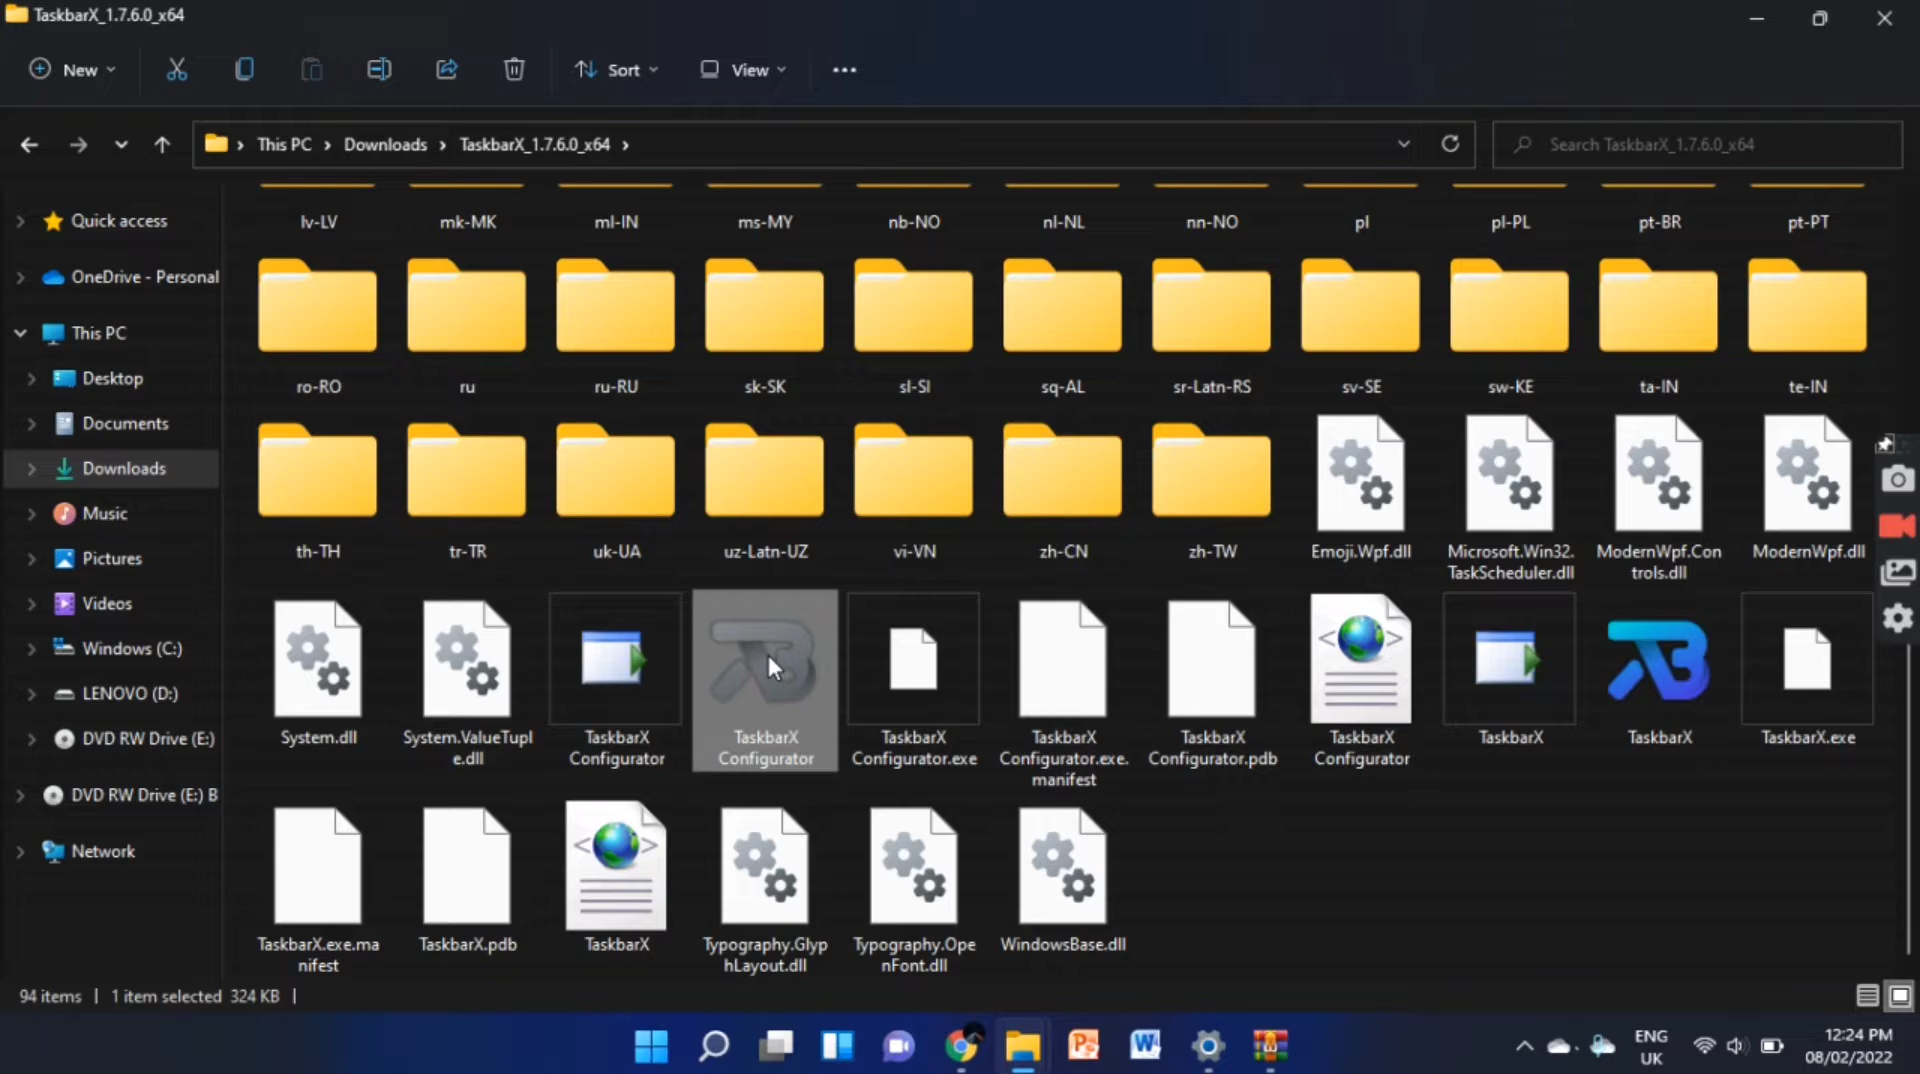 TaskbarX_1.7.6.0_x64
New
Sort
View
This PC
Downloads
TaskbarX_1.7.6.0_x64
Search TaskbarX_1.7.6.0_x64
Quick access
OneDrive - Personal
This PC
Desktop
Documents
Downloads
Music
Pictures
Videos
Windows (C:)
LENOVO (D:)
DVD RW Drive (E:)
DVD RW Drive (E:) B
Network
lv-LV
mk-MK
ml-IN
ms-MY
nb-NO
nl-NL
nn-NO
pl
pl-PL
pt-BR
pt-PT
ro-RO
ru
ru-RU
sk-SK
sl-SI
sq-AL
sr-Latn-RS
sv-SE
sw-KE
ta-IN
te-IN
th-TH
tr-TR
uk-UA
uz-Latn-UZ
vi-VN
zh-CN
zh-TW
Emoji.Wpf.dll
Microsoft.Win32.
TaskScheduler.dll
ModernWpf.Con
trols.dll
ModernWpf.dll
System.dll
System.ValueTupl
e.dll
TaskbarX
Configurator
TaskbarX
Configurator
TaskbarX
Configurator.exe
TaskbarX
Configurator.exe.
manifest
TaskbarX
Configurator.pdb
TaskbarX
Configurator
TaskbarX
TaskbarX
TaskbarX.exe
TaskbarX.exe.ma
nifest
TaskbarX.pdb
TaskbarX
Typography.Glyp
hLayout.dll
Typography.Ope
nFont.dll
WindowsBase.dll
94 items
1 item selected 324 KB
ENG
UK
12:24 PM
08/02/2022